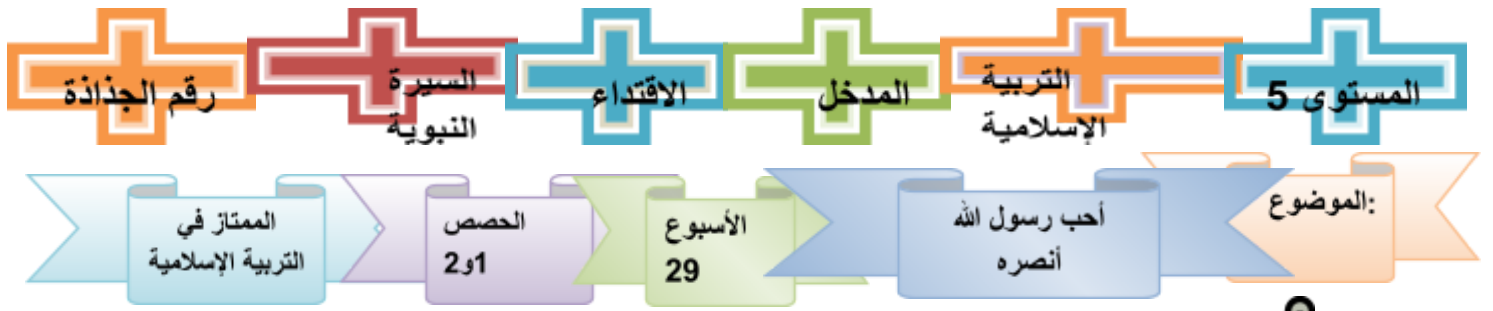 المستوى 5
التربية
الإسلامية
المدخل
الاقتداء
السيرة
النبوية
رقم الجذاذة
الموضوع:
أحب رسول الله
أنصره
الأسبوع
29
الحصص
1و2
الممتاز في
التربية الإسلامية